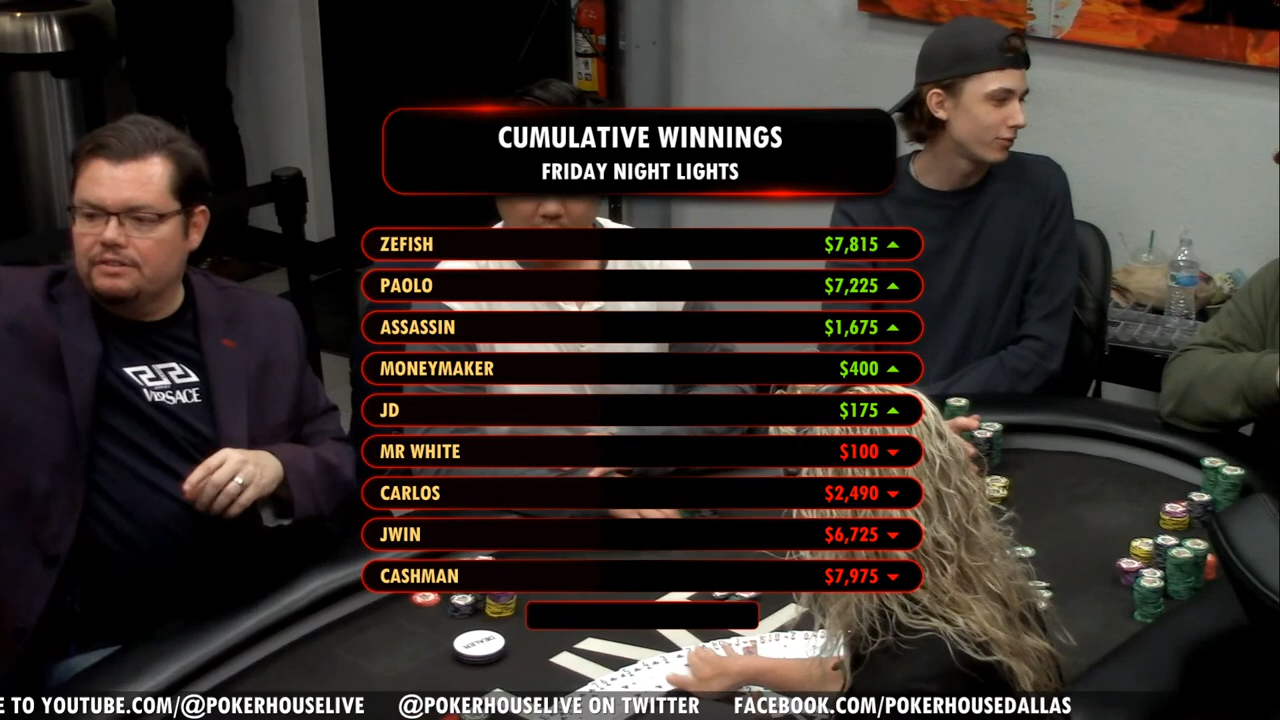 CUMULATIVE WINNINGS
FRIDAY NIGHT LIGHTS
ZEFISH $7,815
PAOLO $7,225
ASSASSIN $1,675
MONEYMAKER $400
JD $175
MR WHITE $100
CARLOS $2,490
JWIN $6,725
CASHMAN $7,975
VERSACE
DEALER
E TO YOUTUBE.COM/@POKERHOUSELIVE @POKERHOUSELIVE ON TWITTER FACEBOOK.COM/POKERHOUSEDALLAS